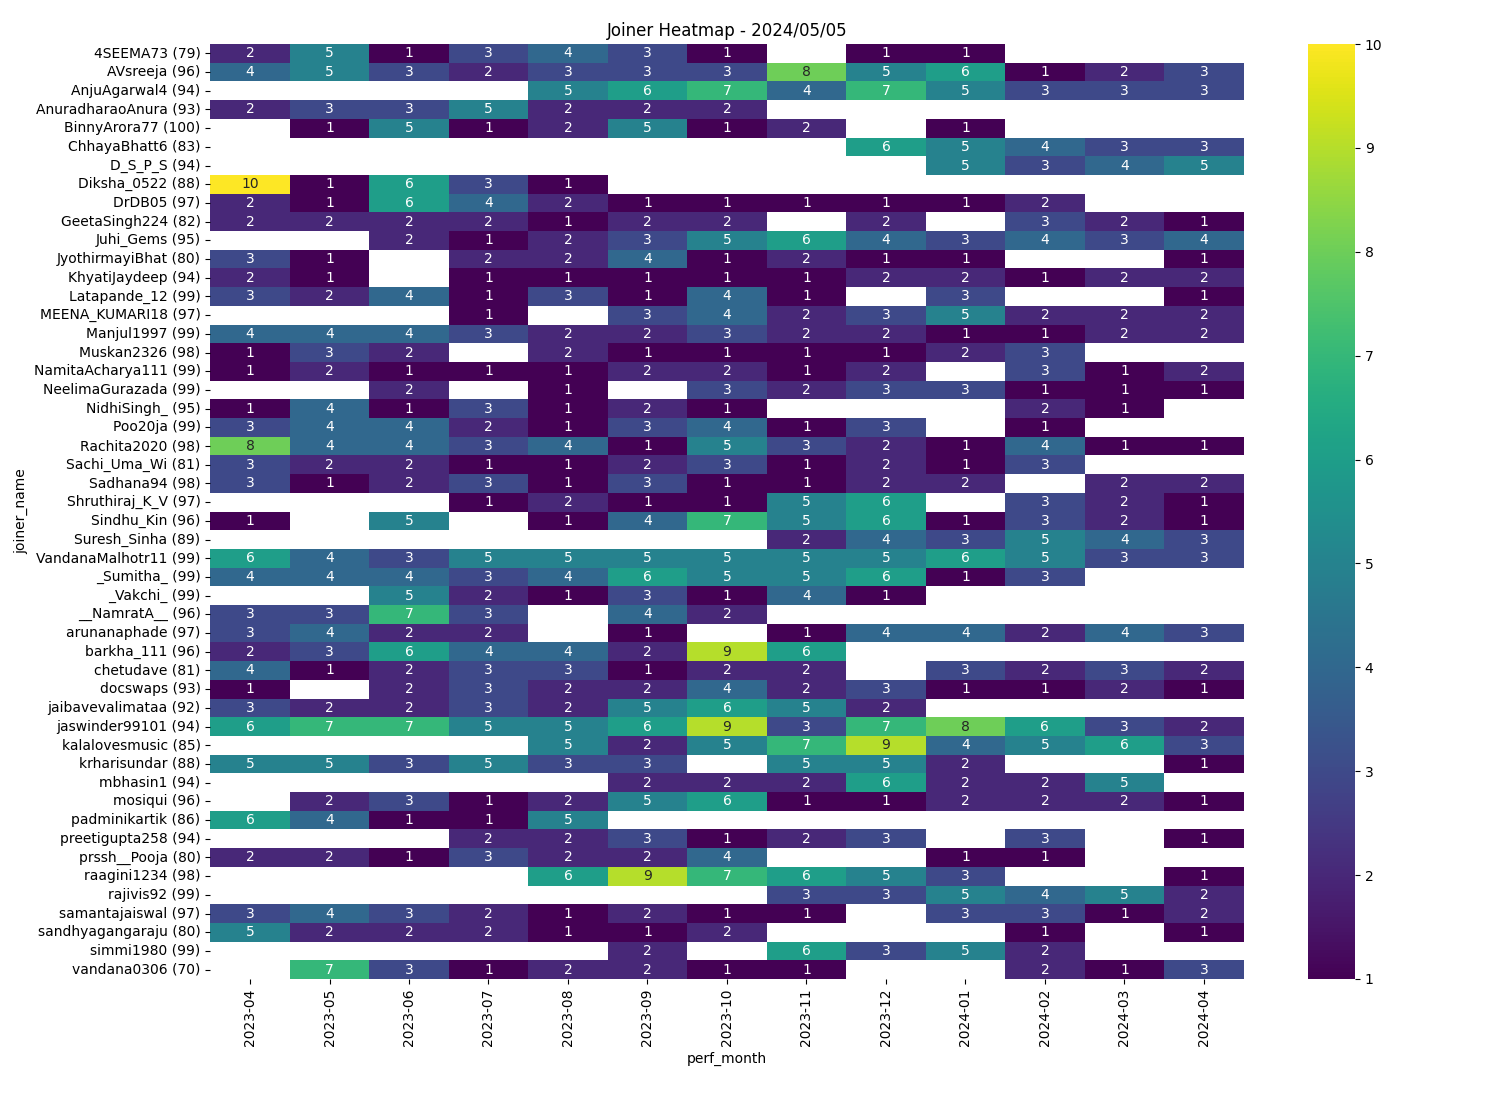 Joiner Heatmap - 2024/05/05
4SEEMA73 (79) 2 5 1 3 4 3 1 1 1
AVsreeja (96) 4 5 3 2 3 3 3 8 5 6 1 2 3
AnjuAgarwal4 (94) 5 6 7 4 7 5 3 3 3
AnuradharaoAnura (93) 2 3 3 5 2 2 2
BinnyArora77 (100) 1 5 1 2 5 1 2 1
ChhayaBhatt6 (83) 6 5 4 3 3
D_S_P_S (94) 5 3 4 5
Diksha_0522 (88) 10 1 6 3 1
DrDB05 (97) 2 1 6 4 2 1 1 1 1 1 2
GeetaSingh224 (82) 2 2 2 2 1 2 2 2 3 2 1
Juhi_Gems (95) 2 1 2 3 5 6 4 3 4 3 4
JyothirmayiBhat (80) 3 1 2 2 4 1 2 1 1 1
KhyatiJaydeep (94) 2 1 1 1 1 1 1 2 2 1 2 2
Latapande_12 (99) 3 2 4 1 3 1 4 1 3 1
MEENA_KUMARI18 (97) 1 3 4 2 3 5 2 2 2
Manjul1997 (99) 4 4 4 3 2 2 3 2 2 1 1 2 2
Muskan2326 (98) 1 3 2 2 1 1 1 1 2 3
NamitaAcharya111 (99) 1 2 1 1 1 2 2 1 2 3 1 2
NeelimaGurazada (99) 2 1 3 2 3 3 1 1 1
NidhiSingh_ (95) 1 4 1 3 1 2 1 2 1
Poo20ja (99) 3 4 4 2 1 3 4 1 3 1
Rachita2020 (98) 8 4 4 3 4 1 5 3 2 1 4 1 1
Sachi_Uma_Wi (81) 3 2 2 1 1 2 3 1 2 1 3
Sadhana94 (98) 3 1 2 3 1 3 1 1 2 2 2 2
Shruthiraj_K_V (97) 1 2 1 1 5 6 3 2 1
Sindhu_Kin (96) 1 5 1 4 7 5 6 1 3 2 1
Suresh_Sinha (89) 2 4 3 5 4 3
VandanaMalhotr11 (99) 6 4 3 5 5 5 5 5 5 6 5 3 3
_Sumitha_ (99) 4 4 4 3 4 6 5 5 6 1 3
_Vakchi_ (99) 5 2 1 3 1 4 1
__NamratA__ (96) 3 3 7 3 4 2
arunanaphade (97) 3 4 2 2 1 1 4 4 2 4 3
barkha_111 (96) 2 3 6 4 4 2 9 6
chetudave (81) 4 1 2 3 3 1 2 2 3 2 3 2
docswaps (93) 1 2 3 2 2 4 2 3 1 1 2 1
jaibavevalimataa (92) 3 2 2 3 2 5 6 5 2
jaswinder99101 (94) 6 7 7 5 5 6 9 3 7 8 6 3 2
kalalovesmusic (85) 5 2 5 7 9 4 5 6 3
krharisundar (88) 5 5 3 5 3 3 5 5 2 1
mbhasin1 (94) 2 2 2 6 2 2 5
mosiqui (96) 2 3 1 2 5 6 1 1 2 2 2 1
padminikartik (86) 6 4 1 1 5
preetigupta258 (94) 2 2 3 1 2 3 3 1
prssh__Pooja (80) 2 2 1 3 2 2 4 1 1
raagini1234 (98) 6 9 7 6 5 3 1
rajivis92 (99) 3 3 5 4 5 2
samantajaiswal (97) 3 4 3 2 1 2 1 1 3 3 1 2
sandhyagangaraju (80) 5 2 2 2 1 1 2 1 1
simmi1980 (99) 2 6 3 5 2
vandana0306 (70) 7 3 1 2 2 1 1 2 1 3
joiner_name
2023-04 2023-05 2023-06 2023-07 2023-08 2023-09 2023-10 2023-11 2023-12 2024-01 2024-02 2024-03 2024-04
perf_month
10
9
8
7
6
5
4
3
2
1